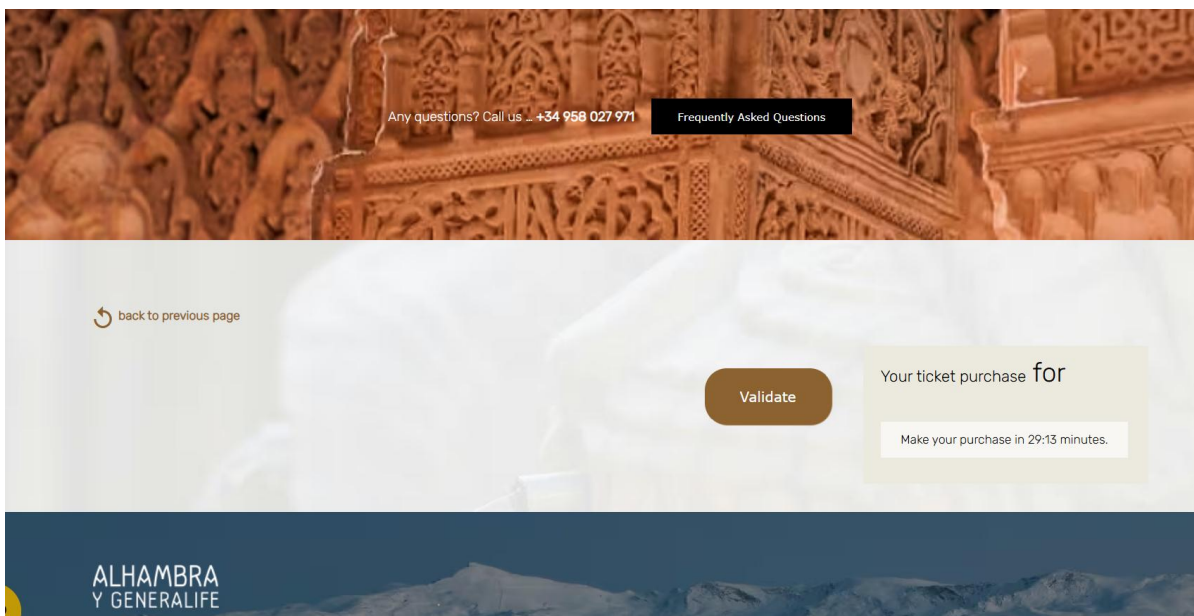 Any questions? Call us ... +34 958 027 971
Frequently Asked Questions
back to previous page
Validate
Your ticket purchase for
Make your purchase in 29:13 minutes.
ALHAMBRA
Y GENERALIFE